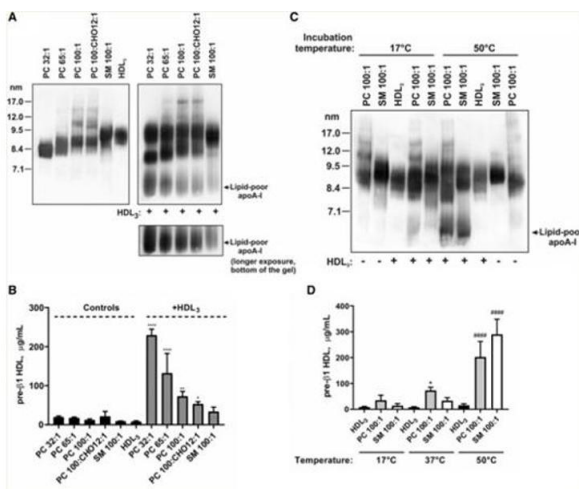 A
PC 32:1
PC 65:1
PC 100:1
PC 100:CHO12:1
SM 100:1
HDL₃
PC 32:1
PC 65:1
PC 100:1
PC 100:CHO12:1
SM 100:1
nm
17.0
12.0
9.5
8.4
7.1
Lipid-poor
apoA-I
HDL₃: + + + + +
Lipid-poor
apoA-I
(longer exposure,
bottom of the gel)
B
Controls
+HDL₃
pre-β1 HDL, μg/mL
300
200
100
0
PC 32:1
PC 65:1
PC 100:1
PC 100:CHO12:1
SM 100:1
HDL₃
PC 32:1
PC 65:1
PC 100:1
PC 100:CHO12:1
SM 100:1
C
Incubation
temperature:
17°C
50°C
PC 100:1
SM 100:1
HDL₃
PC 100:1
SM 100:1
PC 100:1
SM 100:1
HDL₃
SM 100:1
PC 100:1
nm
17.0
12.0
9.5
8.4
7.1
Lipid-poor
apoA-I
HDL₃: - - + + + + + + - -
D
pre-β1 HDL, μg/mL
400
300
200
100
0
*
####
####
HDL₃
PC 100:1
SM 100:1
HDL₃
PC 100:1
SM 100:1
HDL₃
PC 100:1
SM 100:1
Temperature:
17°C
37°C
50°C